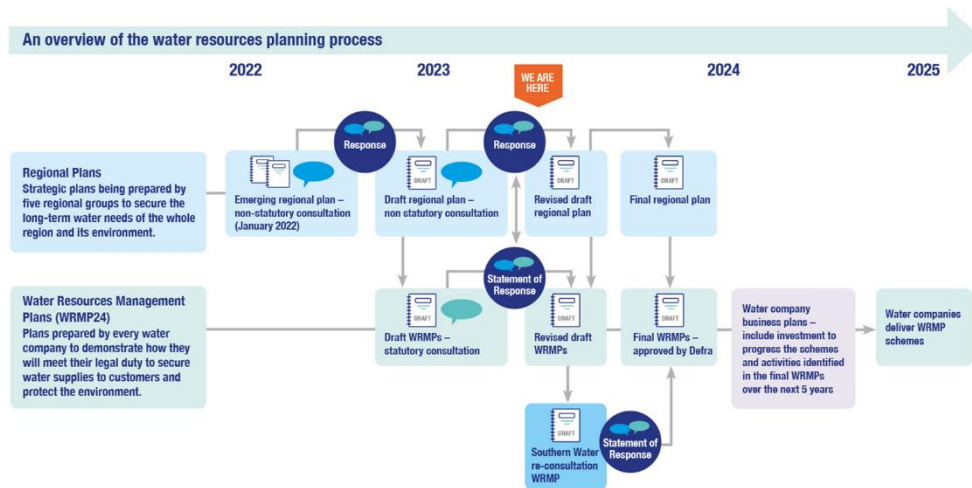 An overview of the water resources planning process
2022
2023
2024
2025
WE ARE
HERE
Response
Response
Regional Plans
Strategic plans being prepared by
five regional groups to secure the
long-term water needs of the whole
region and its environment.
Emerging regional plan –
non-statutory consultation
(January 2022)
DRAFT
Draft regional plan –
non statutory consultation
DRAFT
Revised draft
regional plan
DRAFT
Final regional plan
Statement of
Response
Water Resources Management
Plans (WRMP24)
Plans prepared by every water
company to demonstrate how they
will meet their legal duty to secure
water supplies to customers and
protect the environment.
DRAFT
Draft WRMPs –
statutory consultation
DRAFT
Revised draft
WRMPs
DRAFT
Final WRMPs –
approved by Defra
Water company
business plans –
include investment to
progress the schemes
and activities identified
in the final WRMPs
over the next 5 years
Water companies
deliver WRMP
schemes
DRAFT
Southern Water
re-consultation
WRMP
Statement of
Response